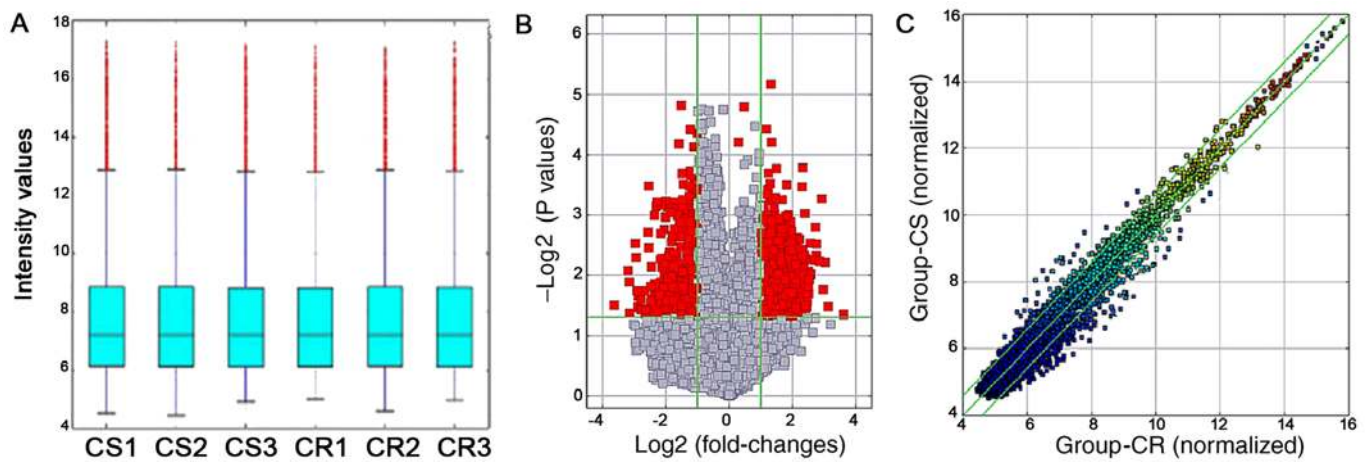 A
Intensity values
18
16
14
12
10
8
6
4
CS1 CS2 CS3 CR1 CR2 CR3
B
−Log2 (P values)
6
5
4
3
2
1
0
-4 -2 0 2 4
Log2 (fold-changes)
C
Group-CS (normalized)
16
14
12
10
8
6
4
4 6 8 10 12 14 16
Group-CR (normalized)